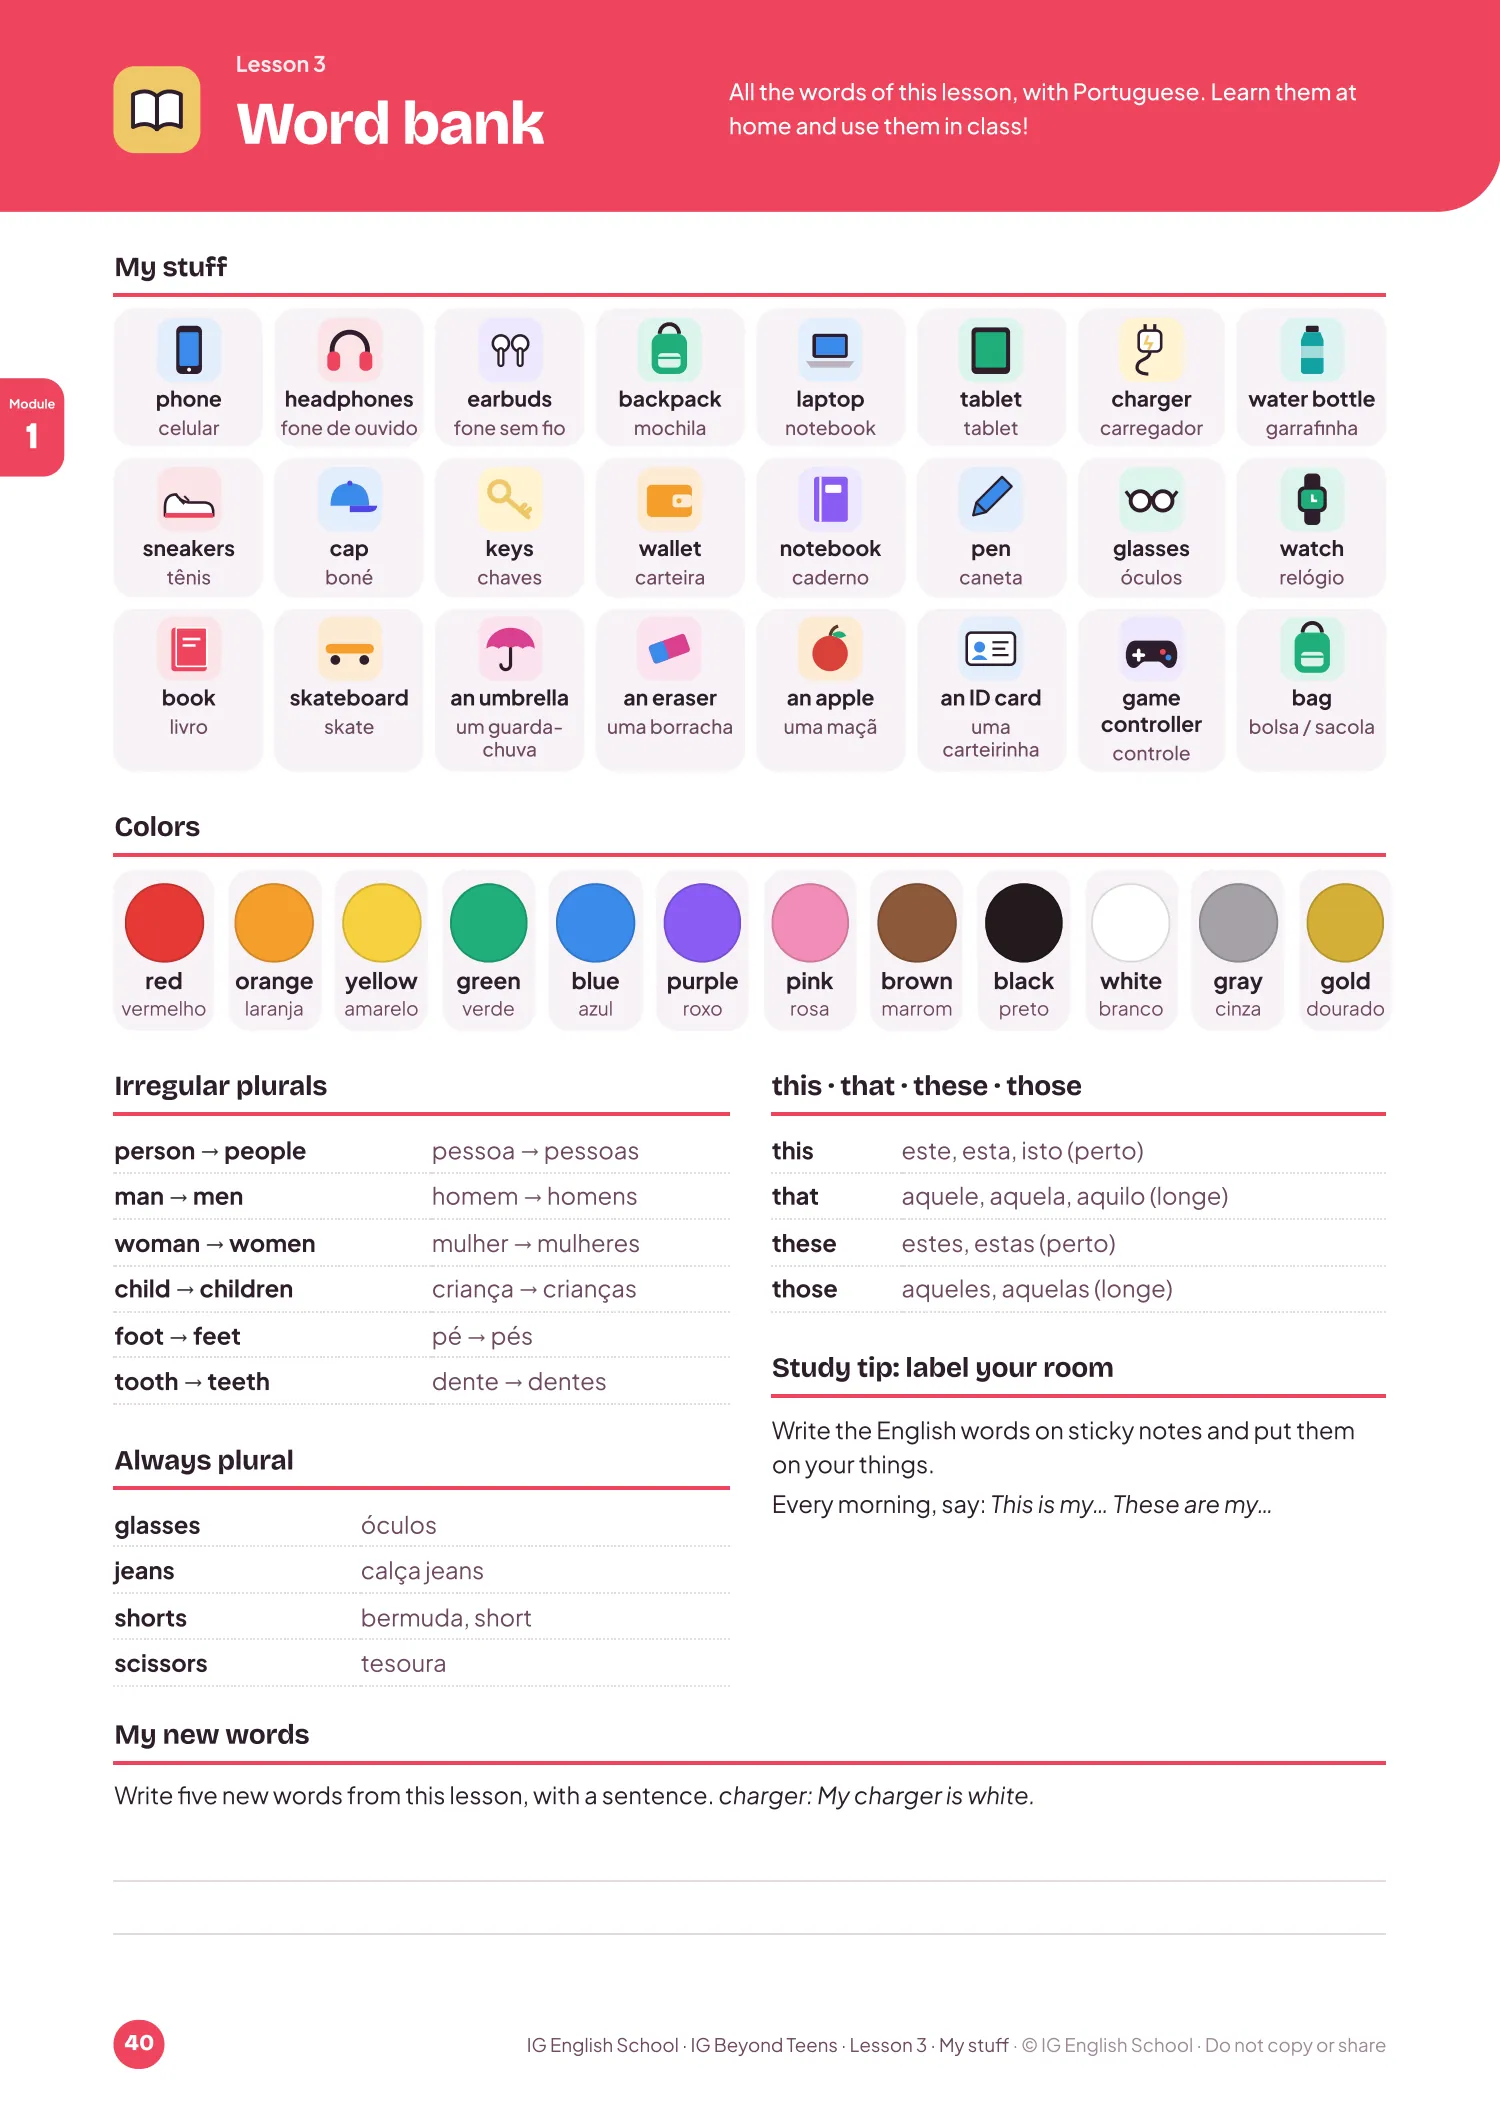 Lesson 3
Word bank
All the words of this lesson, with Portuguese. Learn them at
home and use them in class!
Module
1
My stuff
phone
celular
headphones
fone de ouvido
earbuds
fone sem fio
backpack
mochila
laptop
notebook
tablet
tablet
charger
carregador
water bottle
garrafinha
sneakers
tênis
cap
boné
keys
chaves
wallet
carteira
notebook
caderno
pen
caneta
glasses
óculos
watch
relógio
book
livro
skateboard
skate
an umbrella
um guarda-
chuva
an eraser
uma borracha
an apple
uma maçã
an ID card
uma
carteirinha
game
controller
controle
bag
bolsa / sacola
Colors
red
vermelho
orange
laranja
yellow
amarelo
green
verde
blue
azul
purple
roxo
pink
rosa
brown
marrom
black
preto
white
branco
gray
cinza
gold
dourado
Irregular plurals
person → people pessoa → pessoas
man → men homem → homens
woman → women mulher → mulheres
child → children criança → crianças
foot → feet pé → pés
tooth → teeth dente → dentes
Always plural
glasses óculos
jeans calça jeans
shorts bermuda, short
scissors tesoura
this · that · these · those
this este, esta, isto (perto)
that aquele, aquela, aquilo (longe)
these estes, estas (perto)
those aqueles, aquelas (longe)
Study tip: label your room
Write the English words on sticky notes and put them
on your things.
Every morning, say: This is my… These are my…
My new words
Write five new words from this lesson, with a sentence. charger: My charger is white.
40
IG English School · IG Beyond Teens · Lesson 3 · My stuff · © IG English School · Do not copy or share